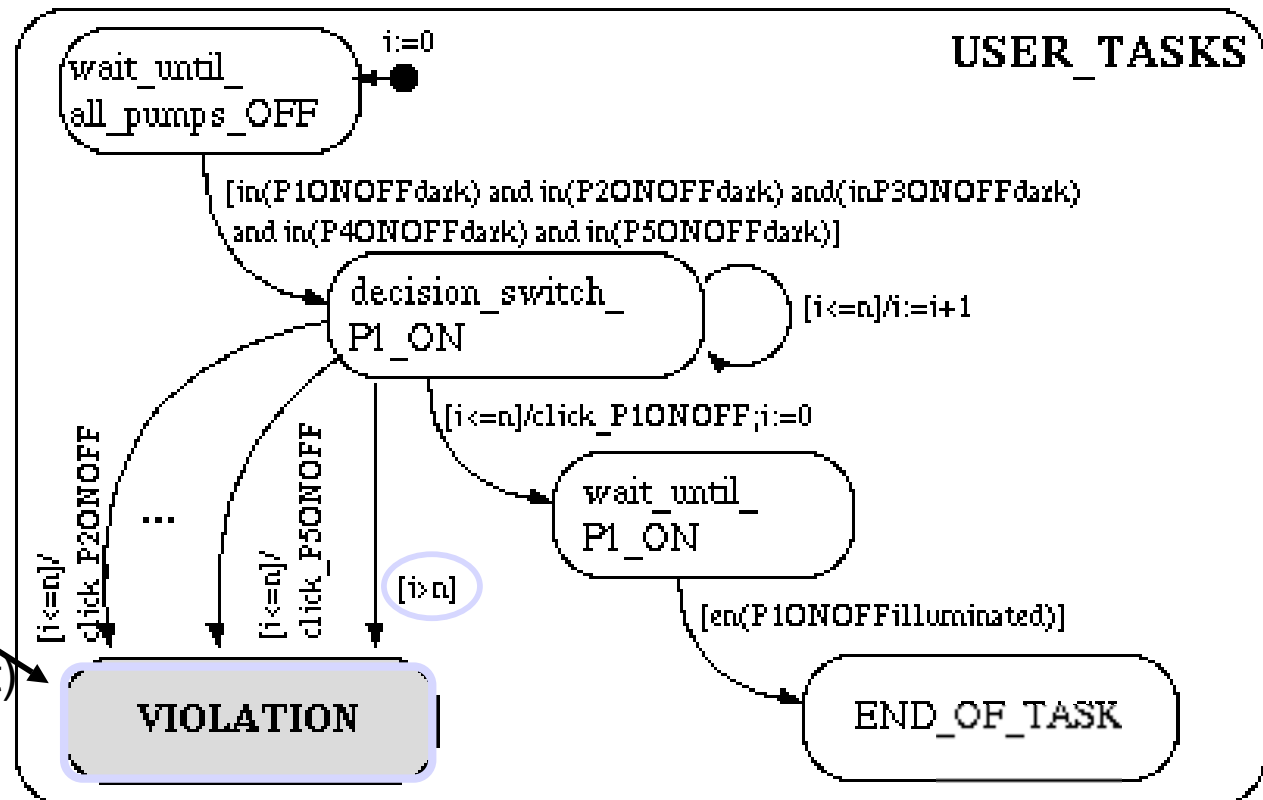 USER_TASKS
i:=0
wait_until_
all_pumps_OFF
[in(P1ONOFFdark) and in(P2ONOFFdark) and(inP3ONOFFdark)
and in(P4ONOFFdark) and in(P5ONOFFdark)]
decision_switch_
P1_ON
[i<=n]/i:=i+1
[i<=n]/click_P1ONOFF;i:=0
[i<=n]/
click_P2ONOFF
...
[i<=n]/
click_P5ONOFF
[i>n]
wait_until_
P1_ON
[en(P1ONOFFilluminated)]
)
VIOLATION
END_OF_TASK